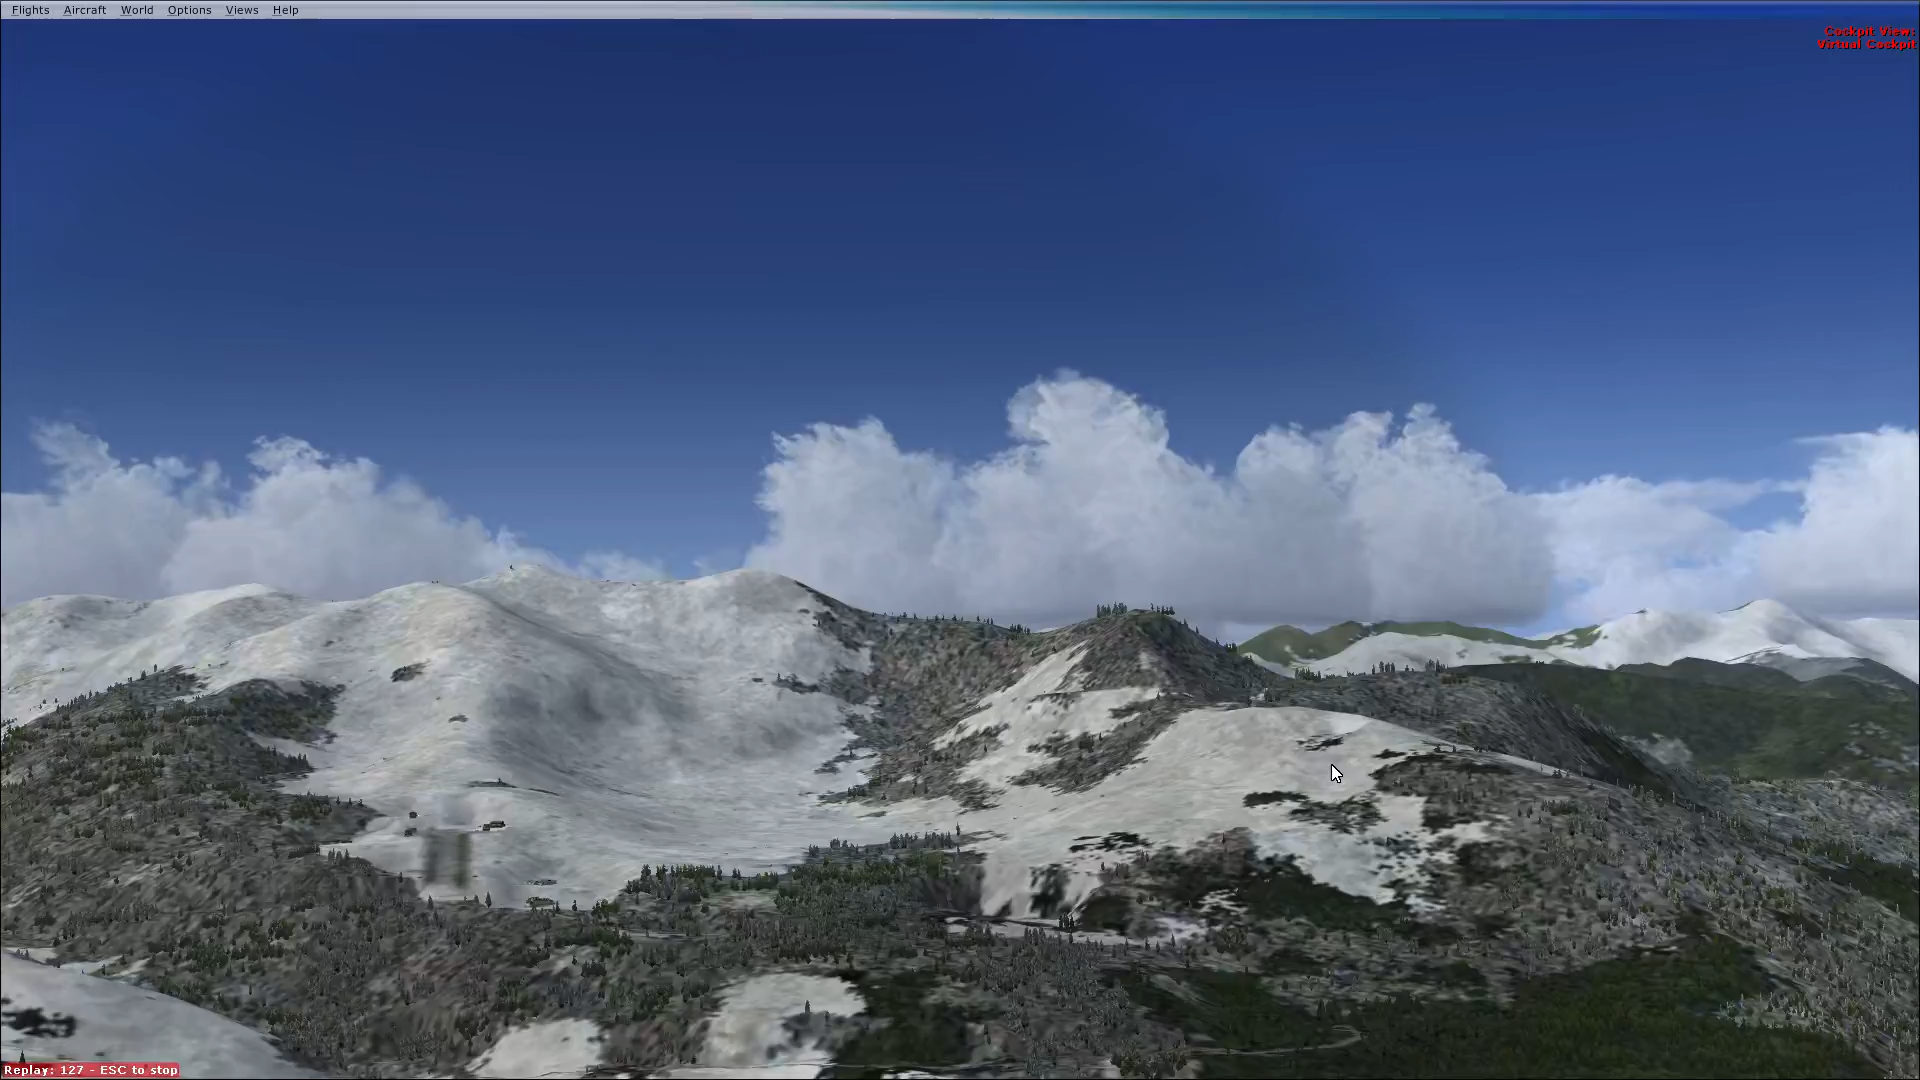 Flights Aircraft World Options Views Help
Cockpit View:
Virtual Cockpit
Replay: 127 - ESC to stop